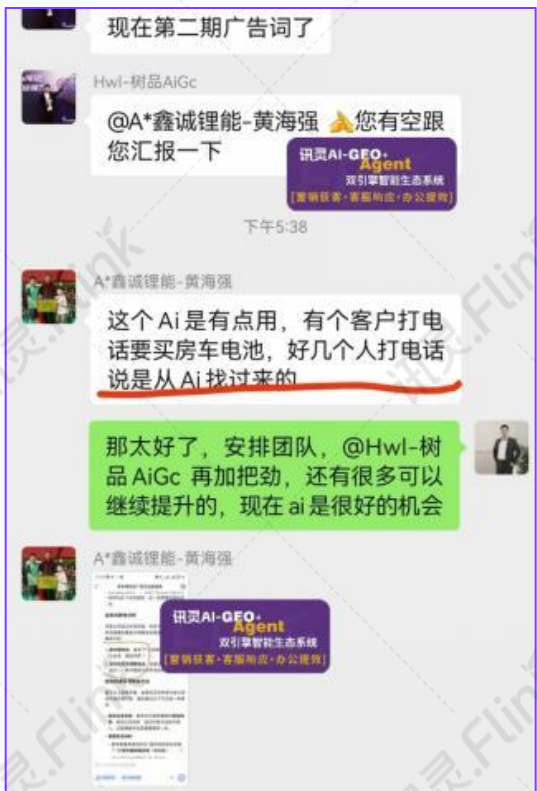 现在第二期广告词了
Hwl-树品AiGc
@A*鑫诚锂能-黄海强 🙏您有空跟
您汇报一下
讯灵AI-GEO+
Agent
双引擎智能生态系统
[营销获客·客服响应·办公提效]
下午5:38
A*鑫诚锂能-黄海强
这个 Ai 是有点用，有个客户打电
话要买房车电池，好几个人打电话
说是从 Ai 找过来的
那太好了，安排团队，@Hwl-树
品 AiGc 再加把劲，还有很多可以
继续提升的，现在 ai 是很好的机会
A*鑫诚锂能-黄海强
讯灵AI-GEO+
Agent
双引擎智能生态系统
[营销获客·客服响应·办公提效]
讯灵.Flink